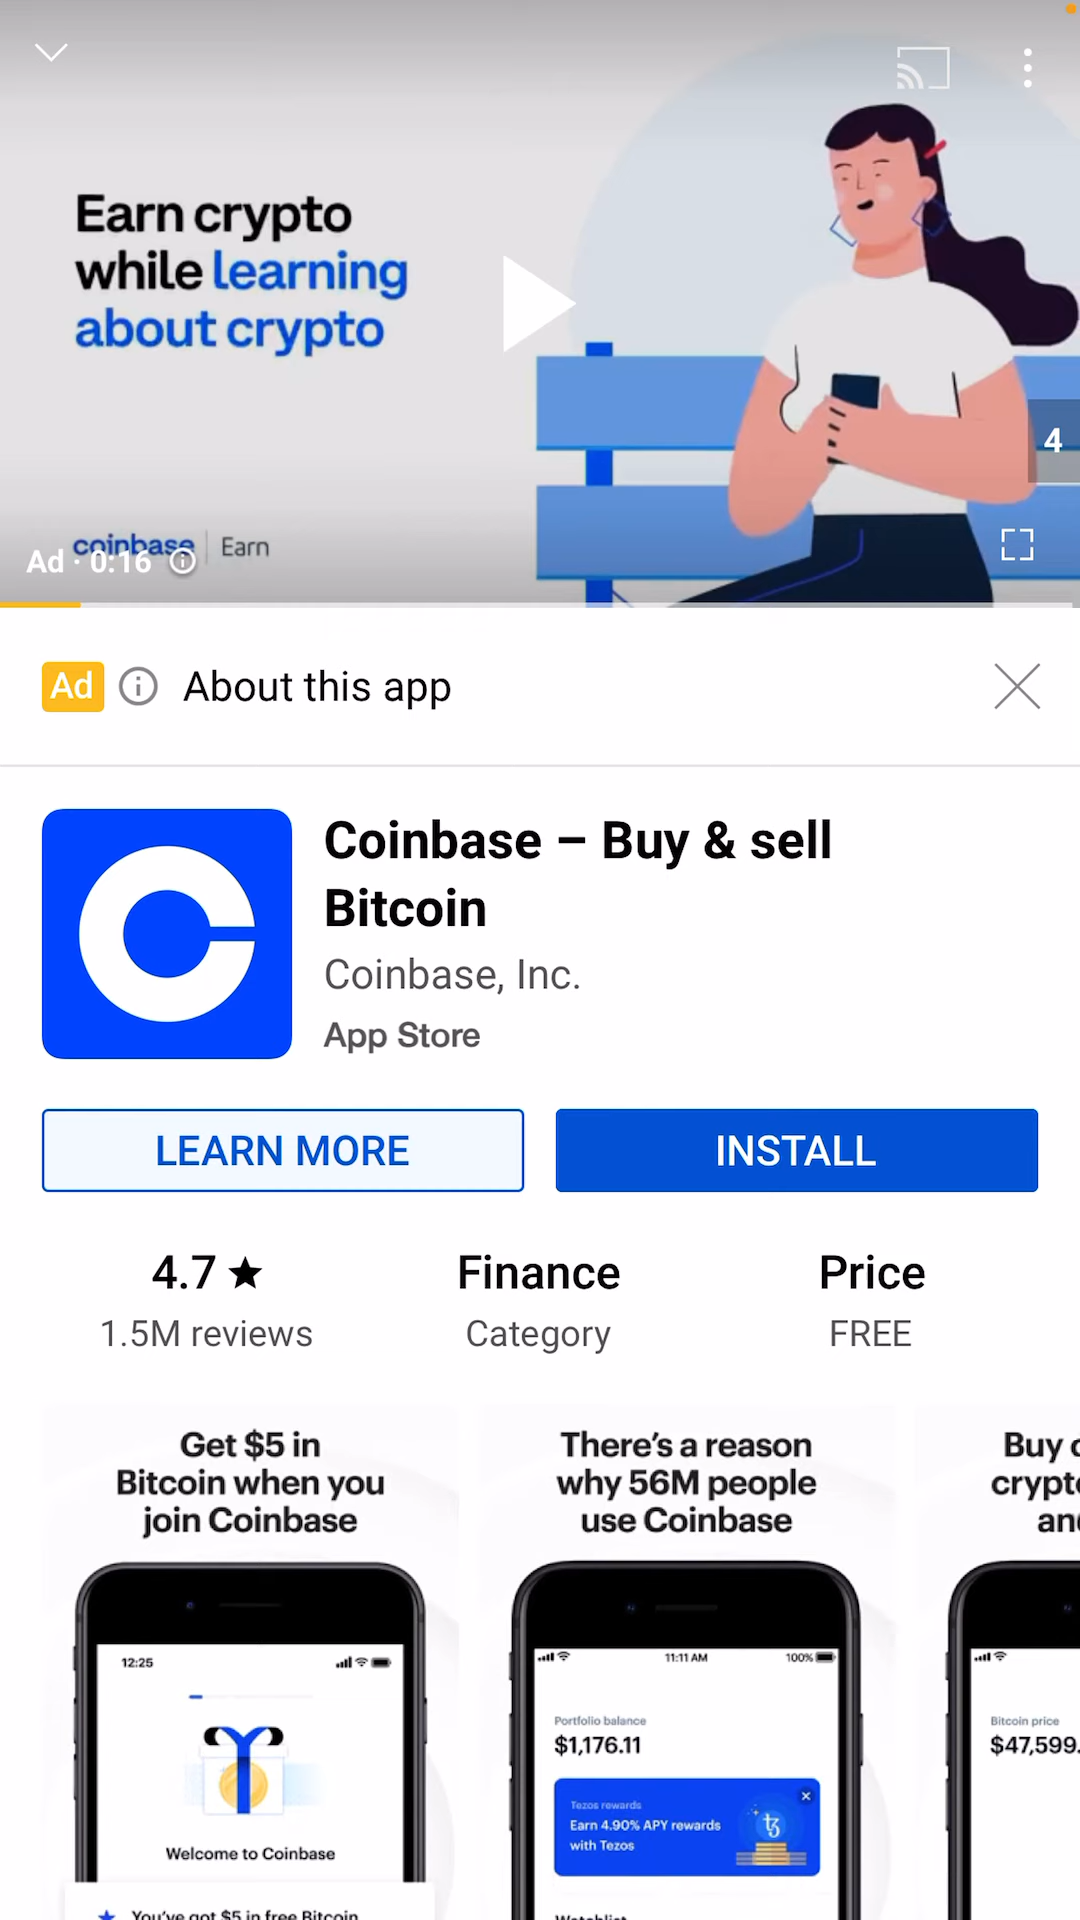 Earn crypto
while learning
about crypto
4
coinbase | Earn
Ad · 0:16
Ad
About this app
Coinbase – Buy & sell
Bitcoin
Coinbase, Inc.
App Store
LEARN MORE
INSTALL
4.7 ★
Finance
Price
1.5M reviews
Category
FREE
Get $5 in
Bitcoin when you
join Coinbase
12:25
Welcome to Coinbase
You've got $5 in free Bitcoin
There's a reason
why 56M people
use Coinbase
11:11 AM
100%
Portfolio balance
$1,176.11
Tezos rewards
Earn 4.90% APY rewards
with Tezos
Watchlist
Buy
crypt
an
Bitcoin price
$47,599.